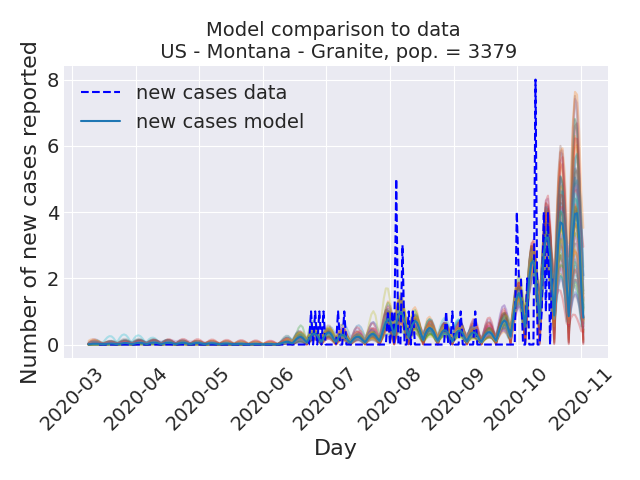 Model comparison to data
US - Montana - Granite, pop. = 3379
Number of new cases reported
8
6
4
2
0
new cases data
new cases model
2020-03
2020-04
2020-05
2020-06
2020-07
2020-08
2020-09
2020-10
2020-11
Day